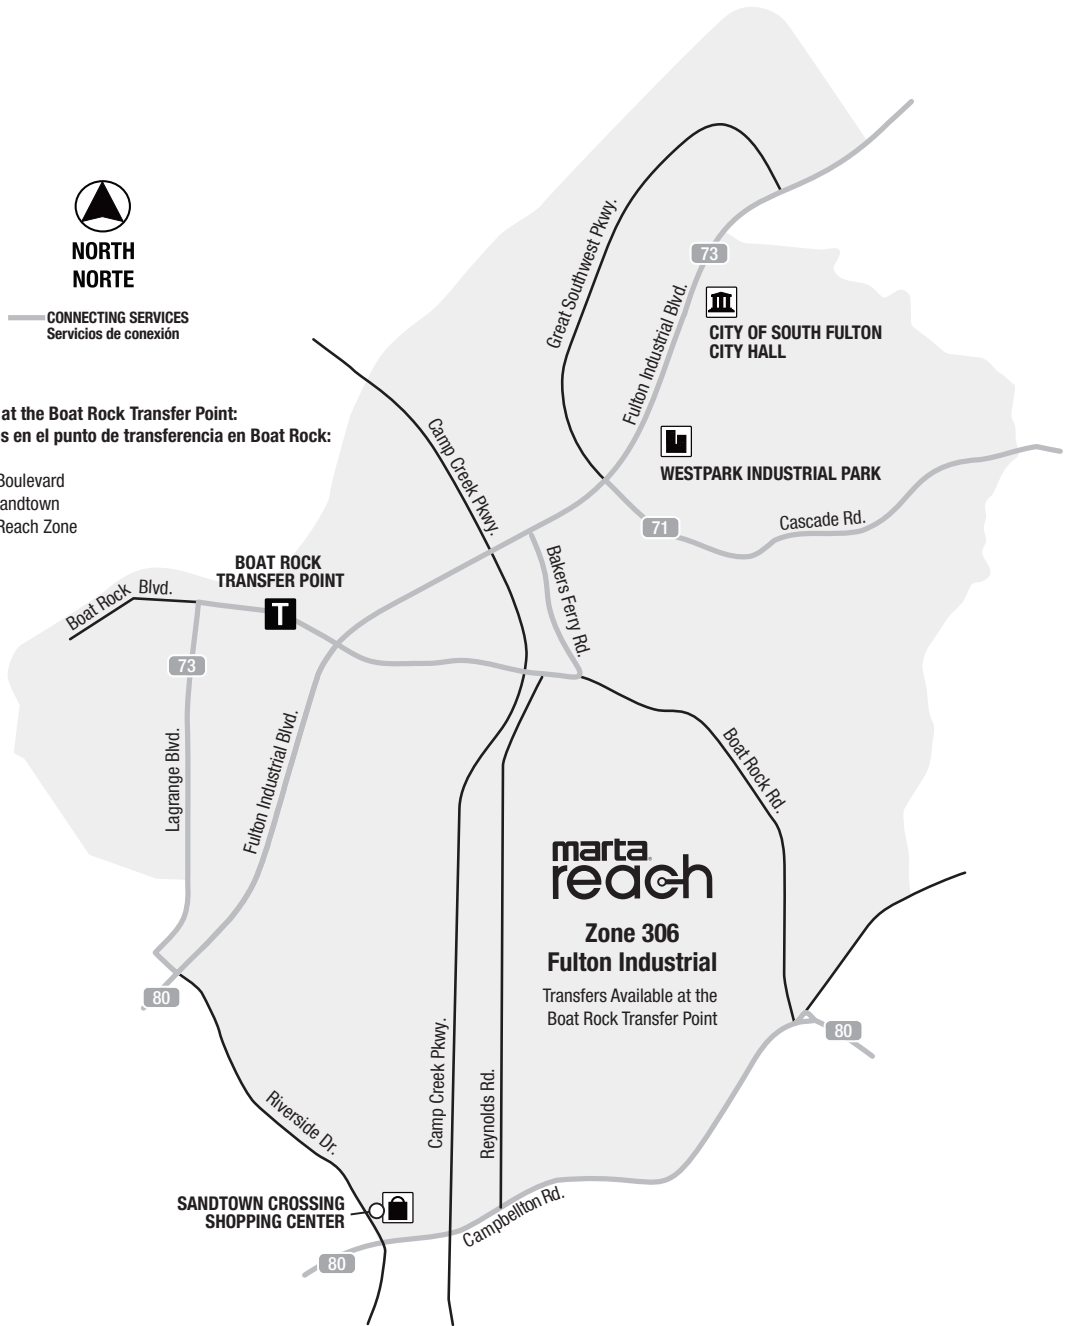 NORTH
NORTE
CONNECTING SERVICES
Servicios de conexión
at the Boat Rock Transfer Point:
en el punto de transferencia en Boat Rock:
Boulevard
Reach Zone
Great Southwest Pkwy.
73
Fulton Industrial Blvd.
CITY OF SOUTH FULTON
CITY HALL
WESTPARK INDUSTRIAL PARK
Camp Creek Pkwy.
71
Cascade Rd.
BOAT ROCK
TRANSFER POINT
T
Boat Rock Blvd.
Bakers Ferry Rd.
73
Lagrange Blvd.
Fulton Industrial Blvd.
Boat Rock Rd.
marta
reach
Zone 306
Fulton Industrial
Transfers Available at the
Boat Rock Transfer Point
80
80
Camp Creek Pkwy.
Reynolds Rd.
Riverside Dr.
SANDTOWN CROSSING
SHOPPING CENTER
Campbellton Rd.
80